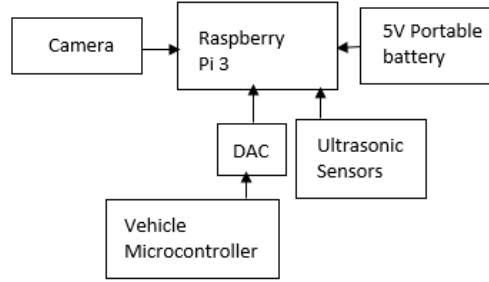 Camera
Raspberry
Pi 3
5V Portable
battery
DAC
Ultrasonic
Sensors
Vehicle
Microcontroller